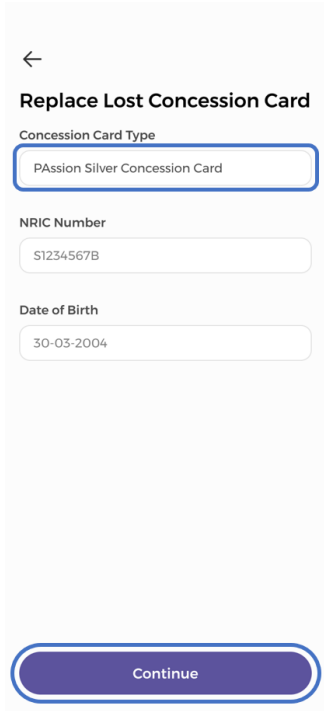 Replace Lost Concession Card
Concession Card Type
PAssion Silver Concession Card
NRIC Number
S1234567B
Date of Birth
30-03-2004
Continue